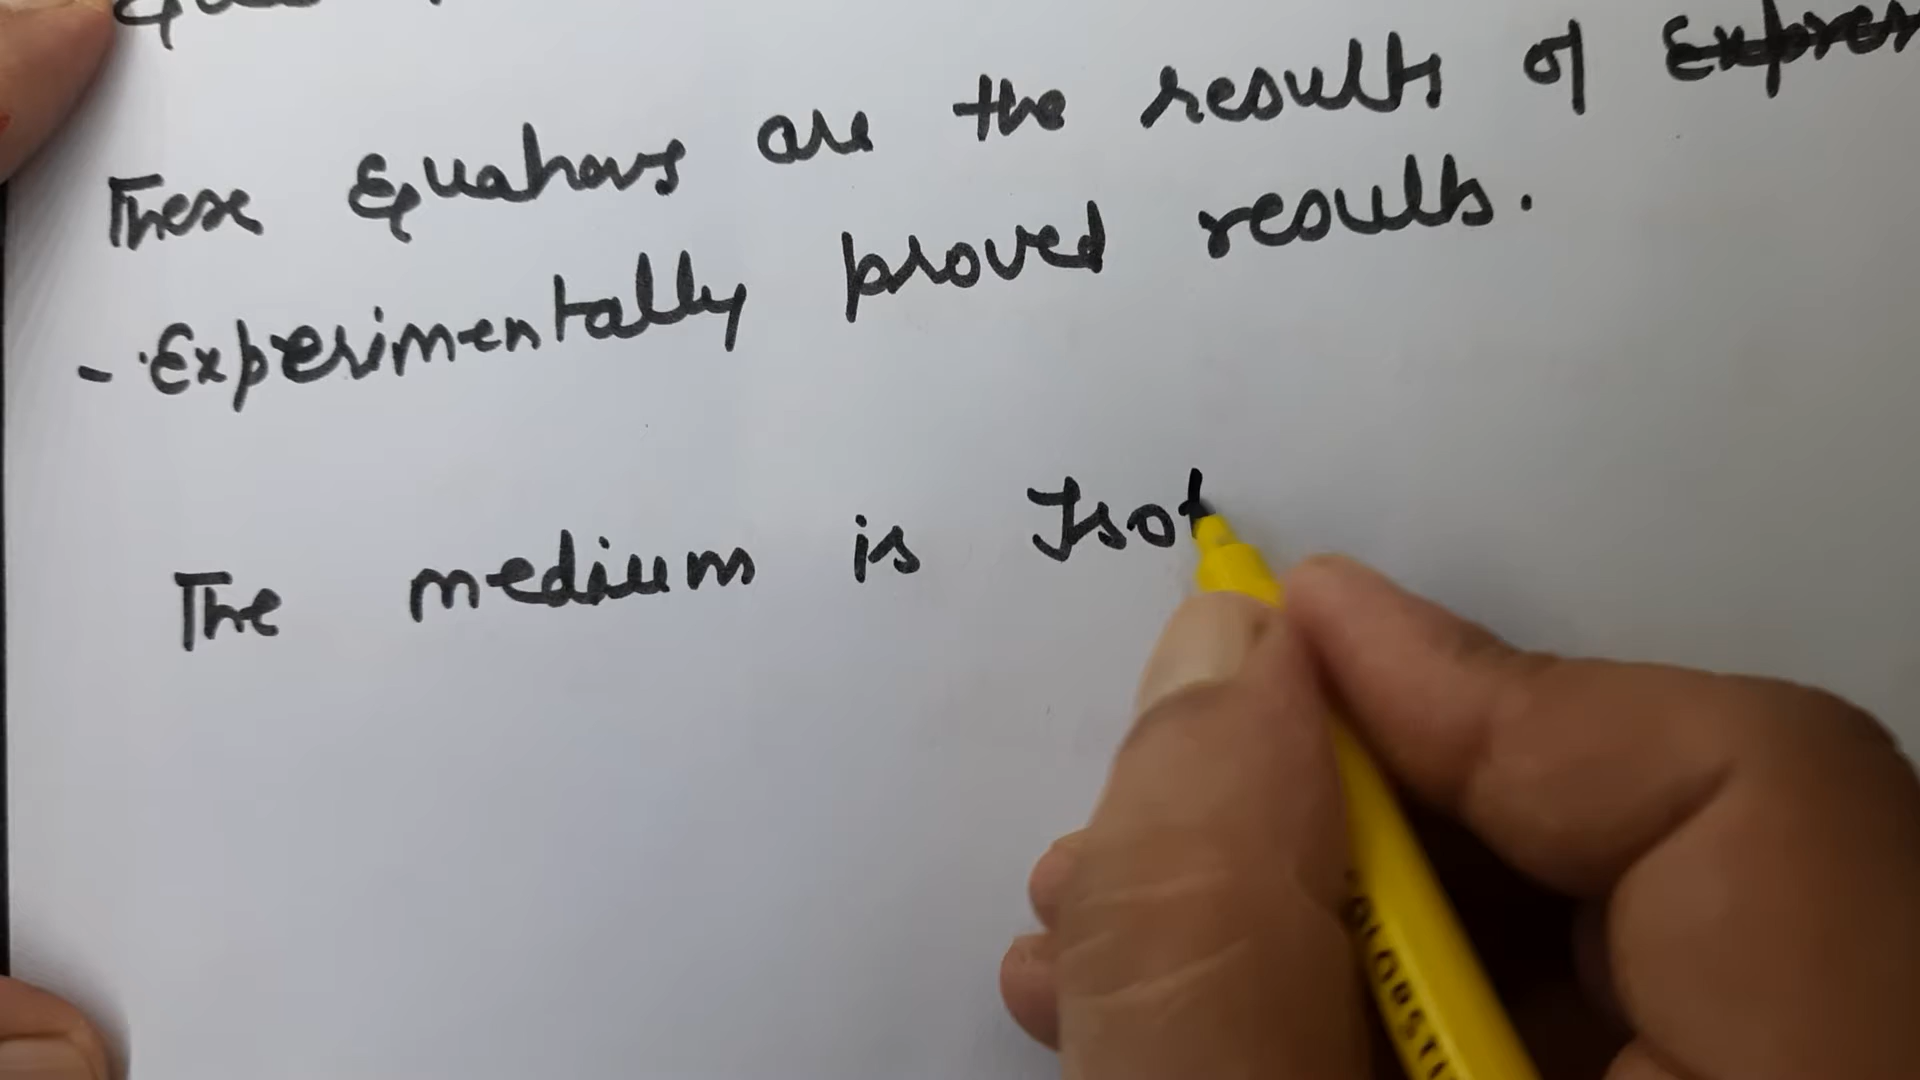 These Equations are the results of
- Experimentally proved results.
The medium is Isot